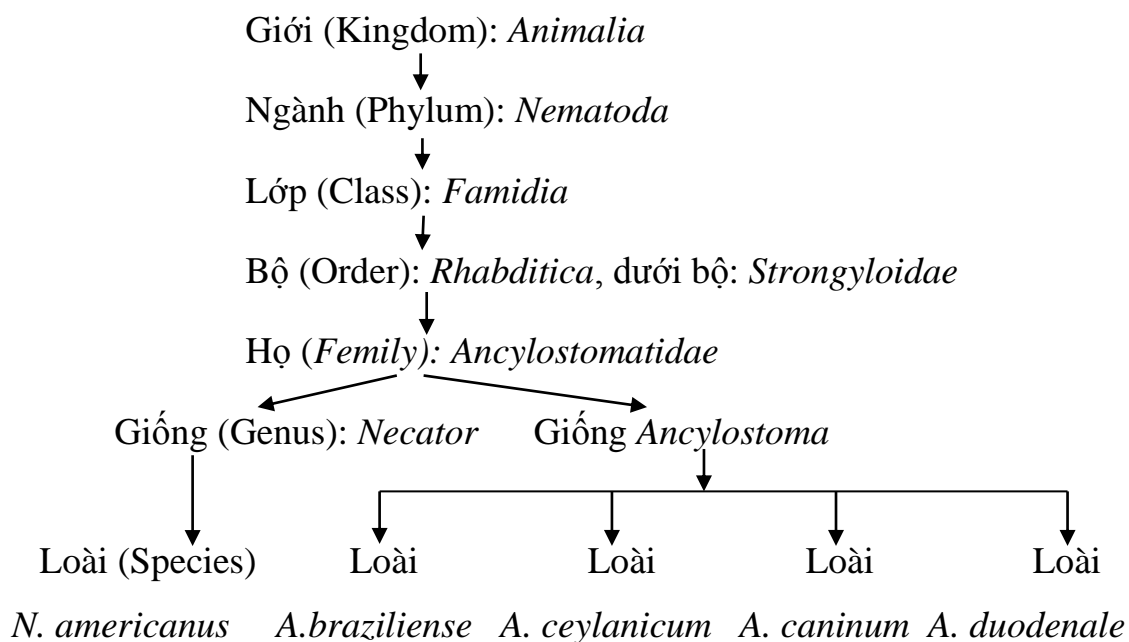 Giới (Kingdom): Animalia
Ngành (Phylum): Nematoda
Lớp (Class): Famidia
Bộ (Order): Rhabditica, dưới bộ: Strongyloidae
Họ (Femily): Ancylostomatidae
Giống (Genus): Necator Giống Ancylostoma
Loài (Species) Loài Loài Loài Loài
N. americanus A.braziliense A. ceylanicum A. caninum A. duodenale